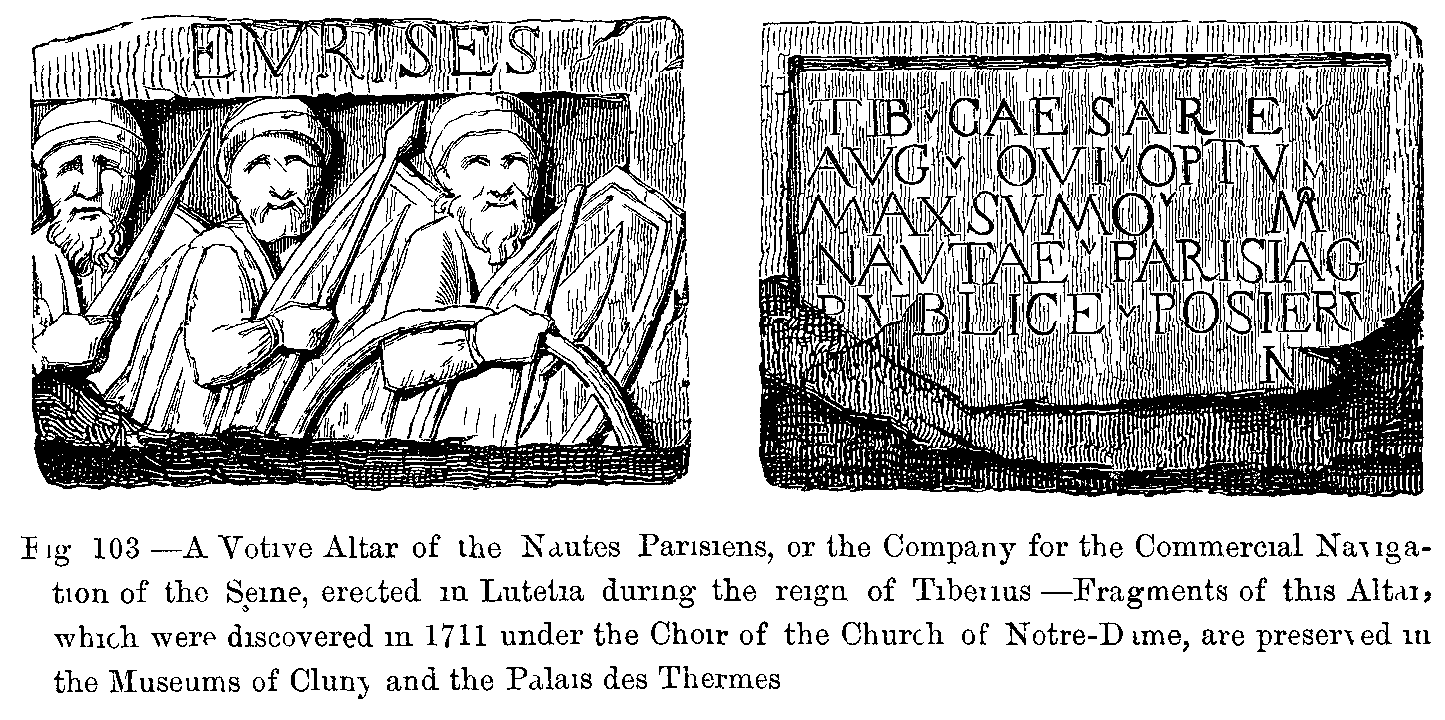 EVRISES
TIB CAESARE
AVG OVI OPTV
MAXSVMO M
NAVTAE PARISIAC
PVBLICE POSIERV
N
Fig 103 —A Votive Altar of the Nautes Parisiens, or the Company for the Commercial Naviga-
tion of the Seine, erected in Lutetia during the reign of Tiberius —Fragments of this Altar,
which were discovered in 1711 under the Choir of the Church of Notre-Dame, are preserved in
the Museums of Cluny and the Palais des Thermes